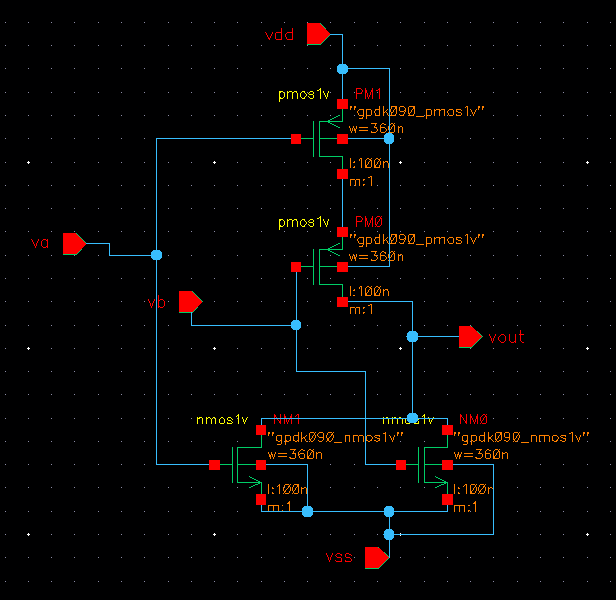 vdd
pmos1v PM1
"gpdk090_pmos1v"
w=360n
l:100n
m:1
pmos1v PM0
"gpdk090_pmos1v"
w=360n
l:100n
m:1
va
vb
vout
nmos1v NM1
"gpdk090_nmos1v"
w=360n
l:100n
m:1
nmos1v NM0
"gpdk090_nmos1v"
w=360n
l:100n
m:1
vss